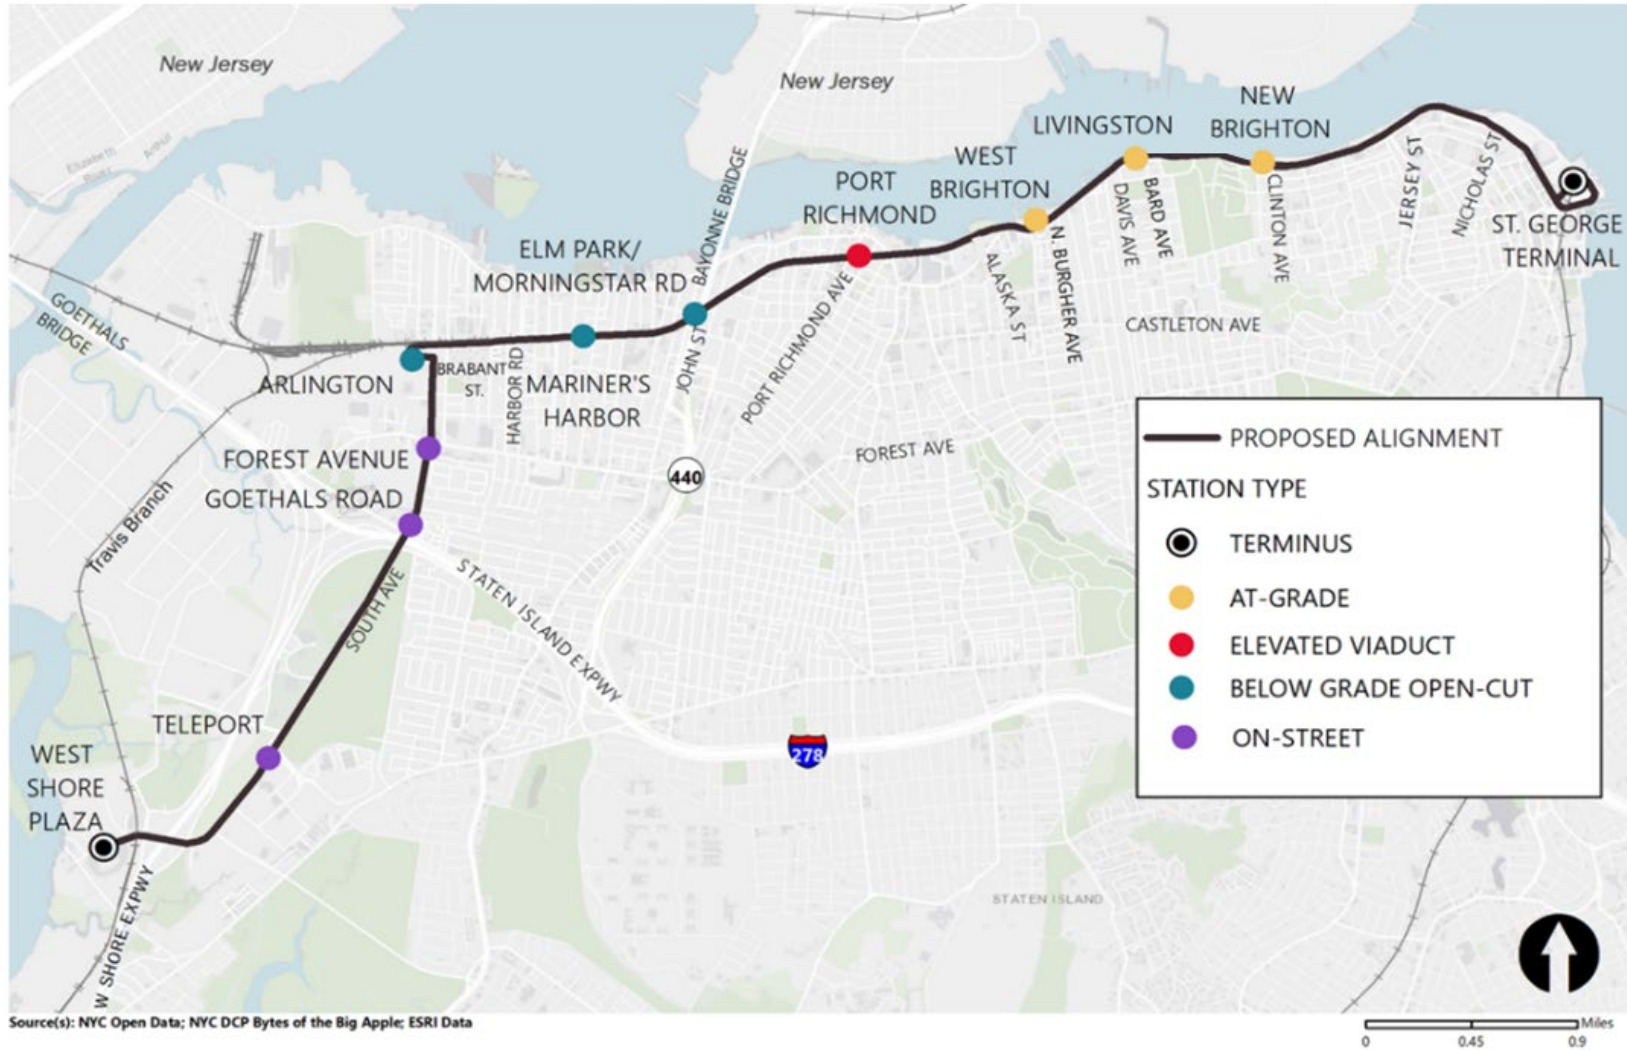 New Jersey
New Jersey
Elizabeth
River
Arthur
NEW
BRIGHTON
LIVINGSTON
WEST
BRIGHTON
PORT
RICHMOND
ELM PARK/
MORNINGSTAR RD
BAYONNE BRIDGE
JERSEY ST
NICHOLAS ST
ST. GEORGE
TERMINAL
CLINTON AVE
BARD AVE
DAVIS AVE
N. BURGHER AVE
ALASKA ST
CASTLETON AVE
GOETHALS
BRIDGE
ARLINGTON
BRABANT
ST.
HARBOR RD
MARINER'S
HARBOR
JOHN ST
PORT RICHMOND AVE
FOREST AVE
FOREST AVENUE
GOETHALS ROAD
440
Travis Branch
SOUTH AVE
STATEN ISLAND EXPWY
278
TELEPORT
WEST
SHORE
PLAZA
W SHORE EXPWY
STATEN ISLAND
PROPOSED ALIGNMENT
STATION TYPE
TERMINUS
AT-GRADE
ELEVATED VIADUCT
BELOW GRADE OPEN-CUT
ON-STREET
Source(s): NYC Open Data; NYC DCP Bytes of the Big Apple; ESRI Data
Miles
0 0.45 0.9